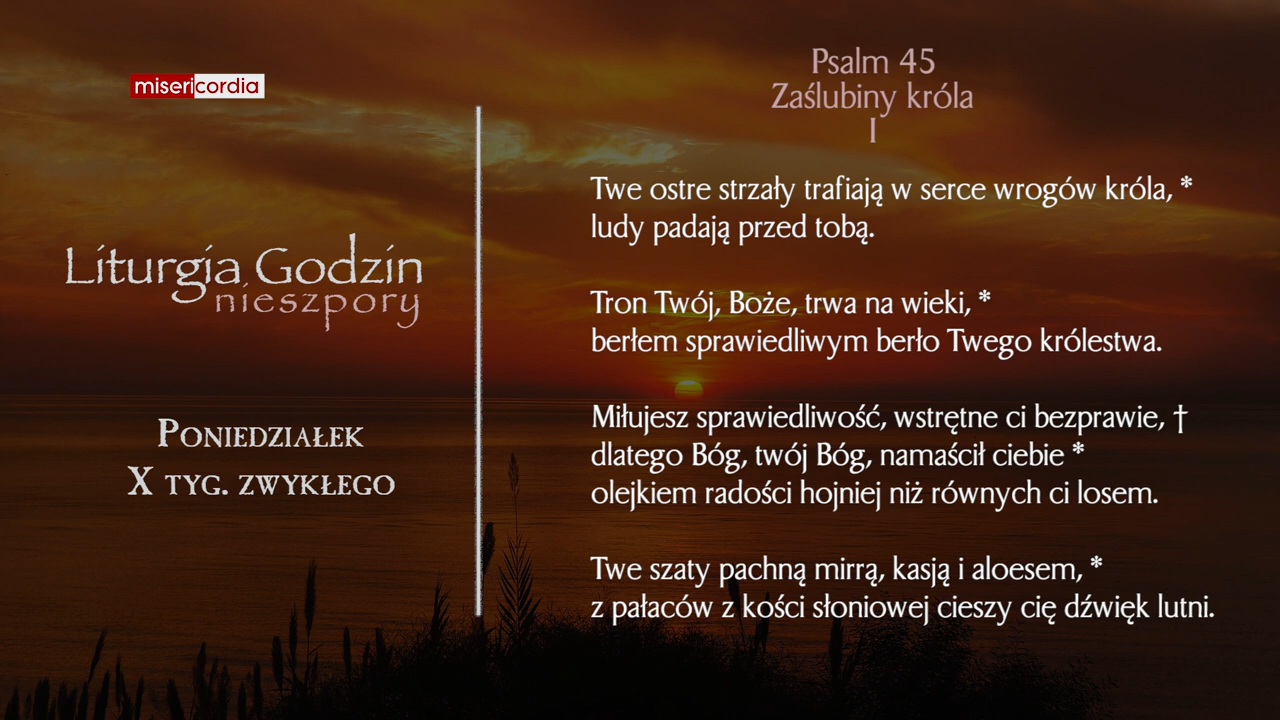 misericordia
Liturgia Godzin
nieszpory
Poniedziałek
X tyg. zwykłego
Psalm 45
Zaślubiny króla
I
Twe ostre strzały trafiają w serce wrogów króla, *
ludy padają przed tobą.
Tron Twój, Boże, trwa na wieki, *
berłem sprawiedliwym berło Twego królestwa.
Miłujesz sprawiedliwość, wstrętne ci bezprawie, †
dlatego Bóg, twój Bóg, namaścił ciebie *
olejkiem radości hojniej niż równych ci losem.
Twe szaty pachną mirrą, kasją i aloesem, *
z pałaców z kości słoniowej cieszy cię dźwięk lutni.